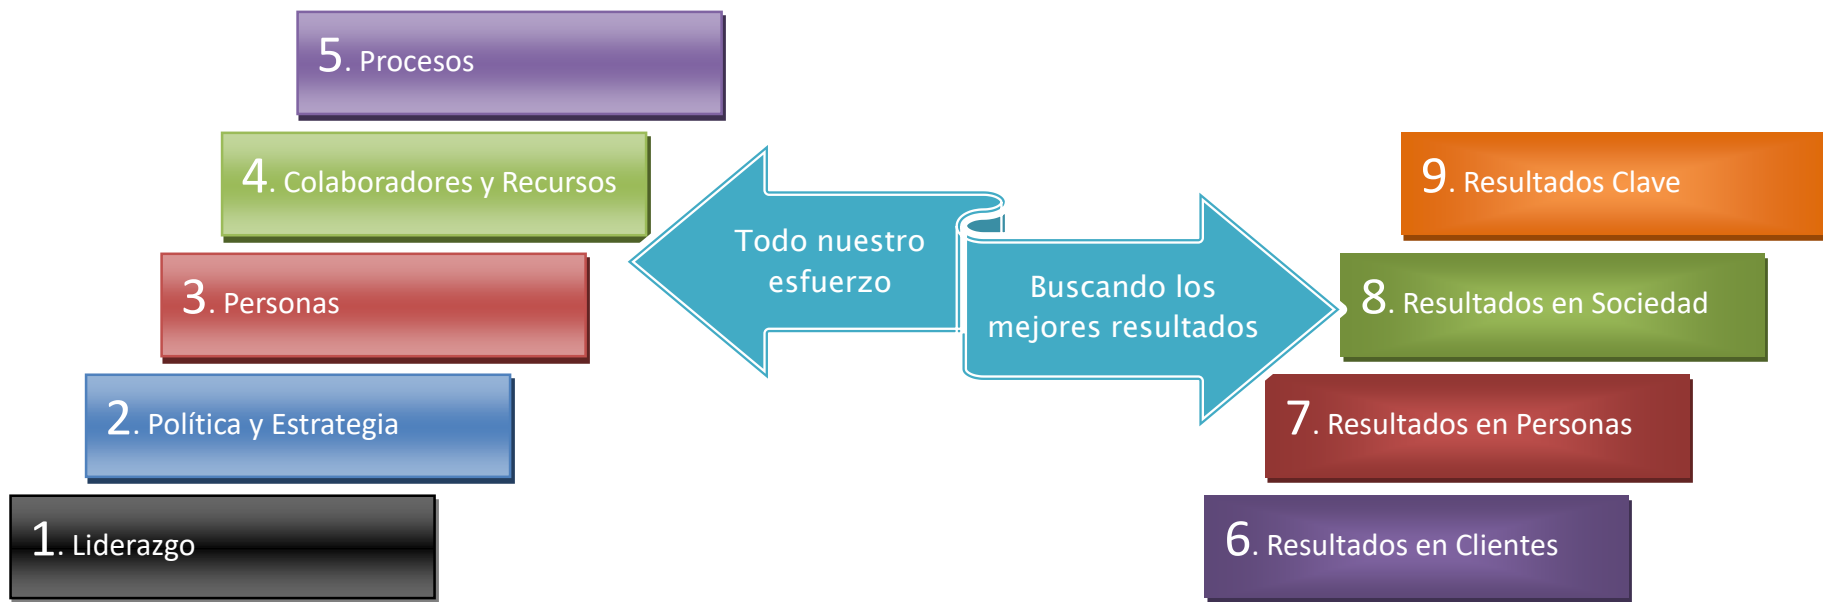 5. Procesos
4. Colaboradores y Recursos
3. Personas
2. Política y Estrategia
1. Liderazgo
Todo nuestro
esfuerzo
Buscando los
mejores resultados
9. Resultados Clave
8. Resultados en Sociedad
7. Resultados en Personas
6. Resultados en Clientes